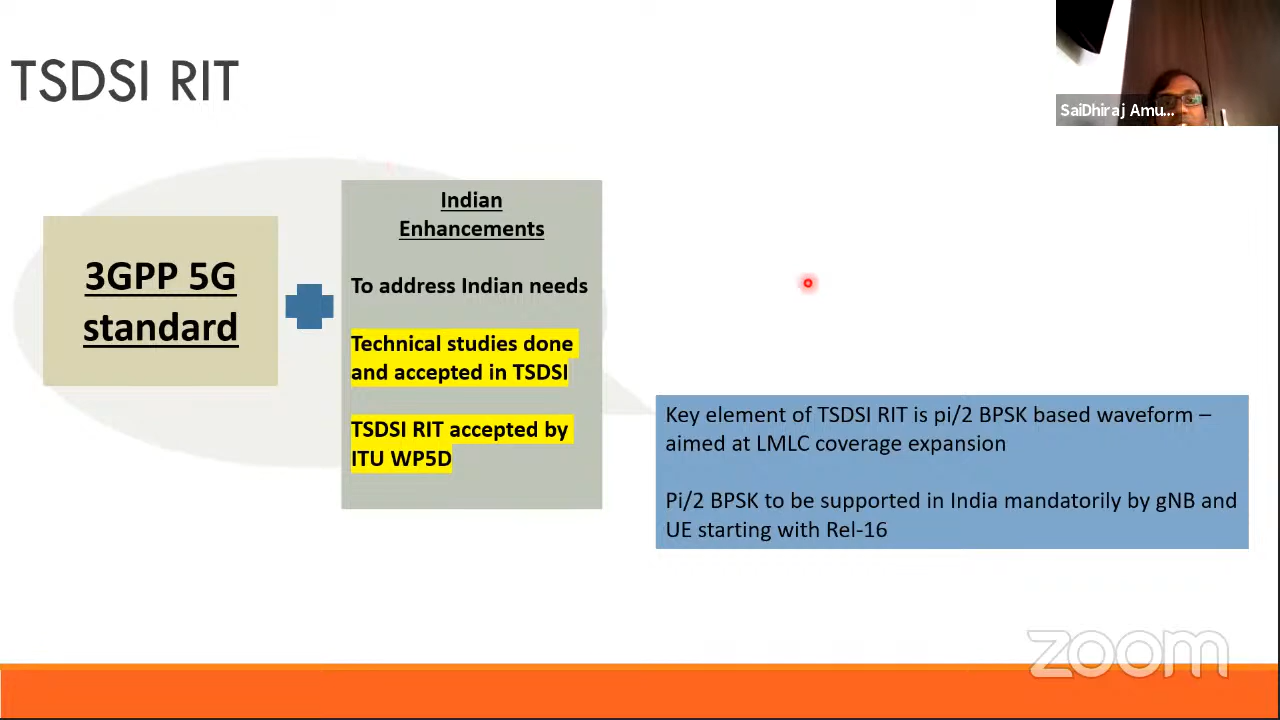 TSDSI RIT
SaiDhiraj Amu...
3GPP 5G
standard
Indian
Enhancements
To address Indian needs
Technical studies done
and accepted in TSDSI
TSDSI RIT accepted by
ITU WP5D
Key element of TSDSI RIT is pi/2 BPSK based waveform –
aimed at LMLC coverage expansion
Pi/2 BPSK to be supported in India mandatorily by gNB and
UE starting with Rel-16
zoom